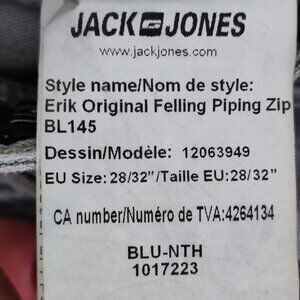 JACK JONES
www.jackjones.com
Style name/Nom de style:
Erik Original Felling Piping Zip
BL145
Dessin/Modèle: 12063949
EU Size: 28/32"/Taille EU:28/32"
CA number/Numéro de TVA:4264134
BLU-NTH
1017223